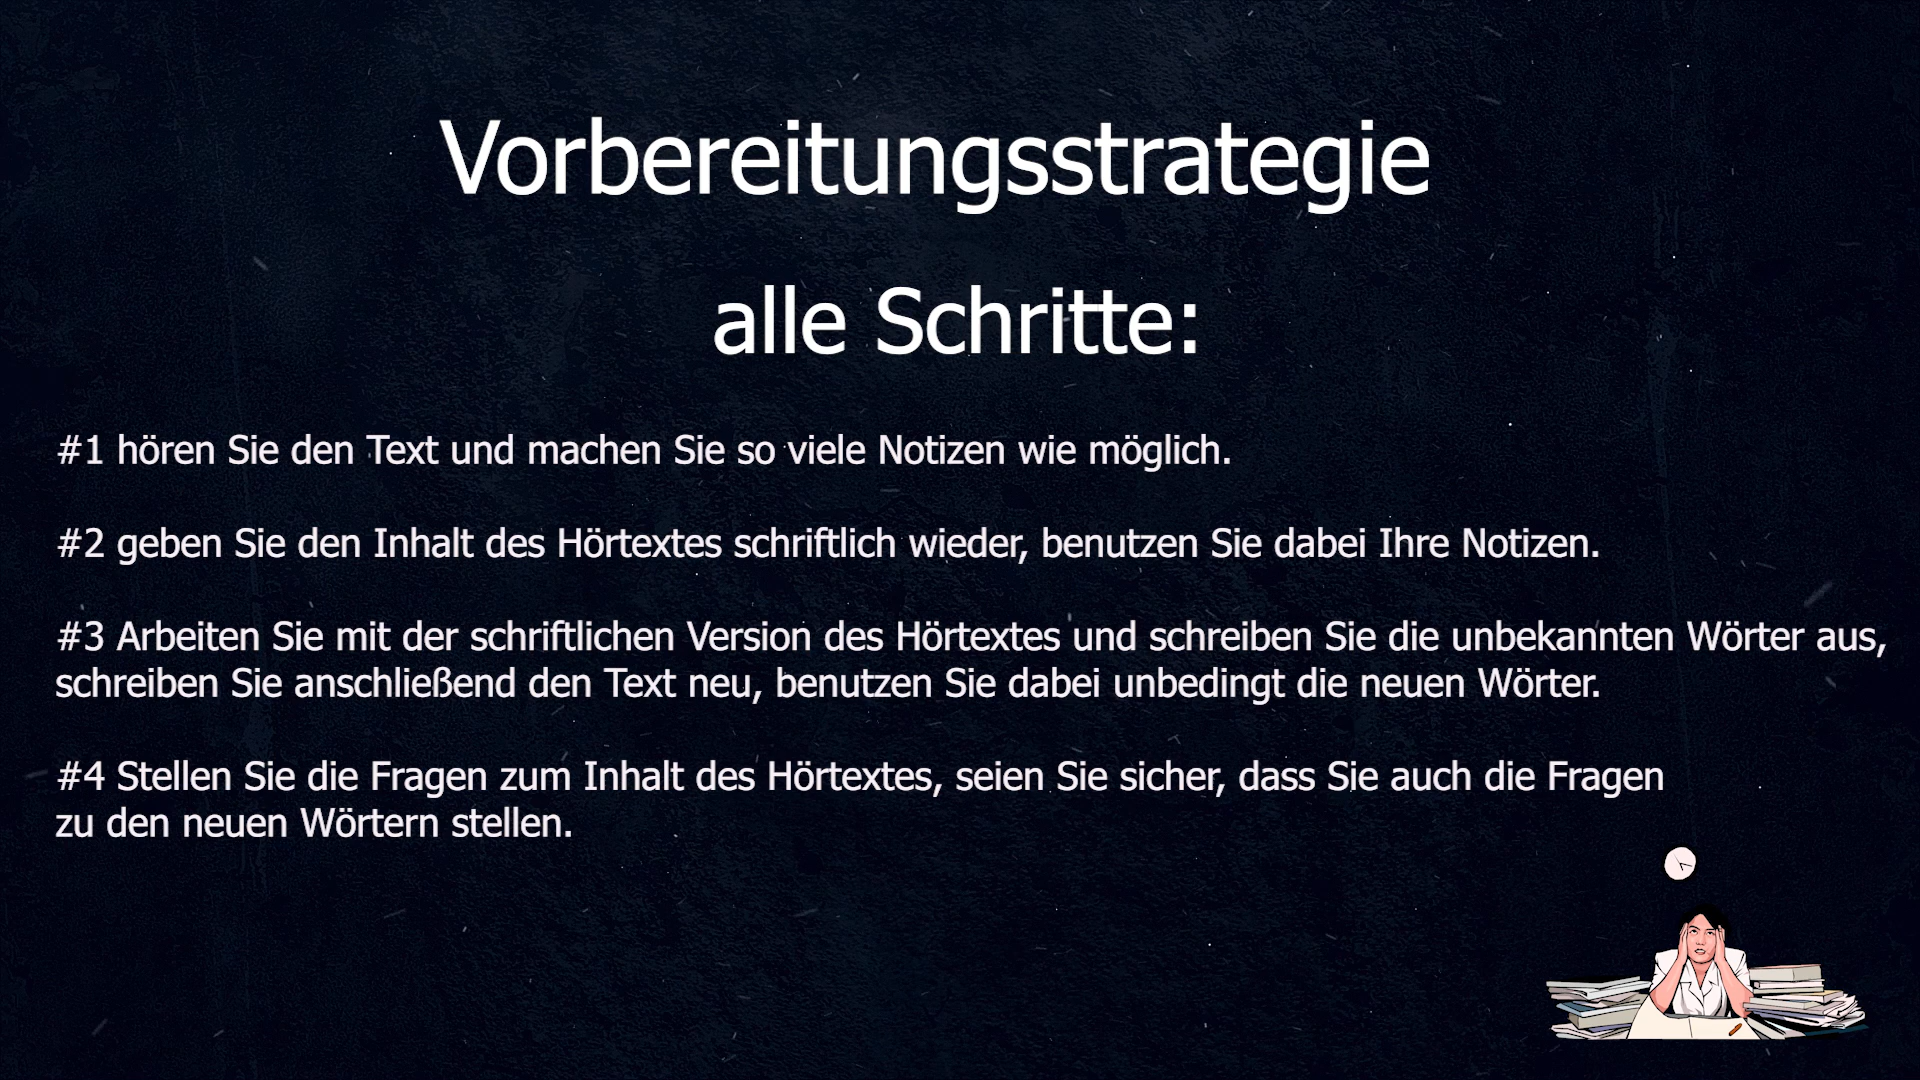 Vorbereitungsstrategie
alle Schritte:
#1 hören Sie den Text und machen Sie so viele Notizen wie möglich.
#2 geben Sie den Inhalt des Hörtextes schriftlich wieder, benutzen Sie dabei Ihre Notizen.
#3 Arbeiten Sie mit der schriftlichen Version des Hörtextes und schreiben Sie die unbekannten Wörter aus,
schreiben Sie anschließend den Text neu, benutzen Sie dabei unbedingt die neuen Wörter.
#4 Stellen Sie die Fragen zum Inhalt des Hörtextes, seien Sie sicher, dass Sie auch die Fragen
zu den neuen Wörtern stellen.